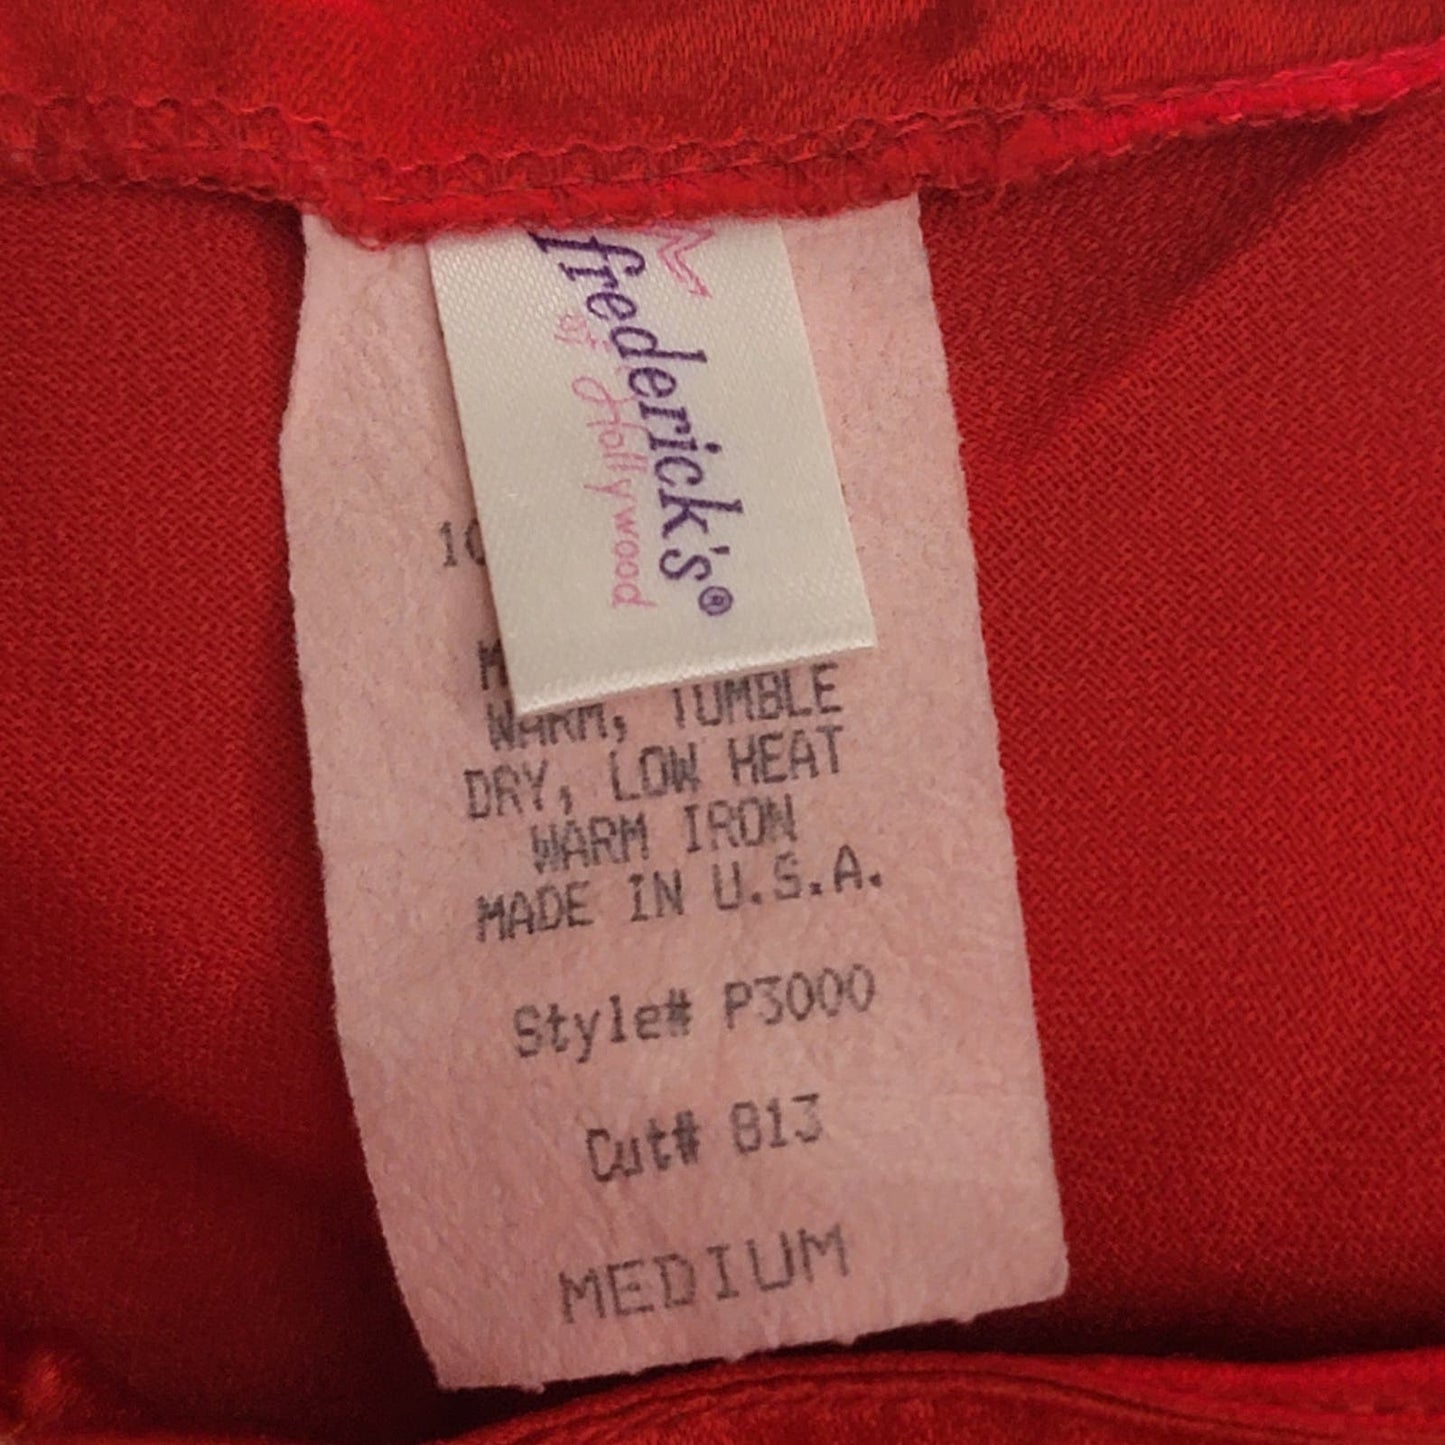 frederick's®
of Hollywood
WARM, TUMBLE
DRY, LOW HEAT
WARM IRON
MADE IN U.S.A.
Style# P3000
Cut# 813
MEDIUM